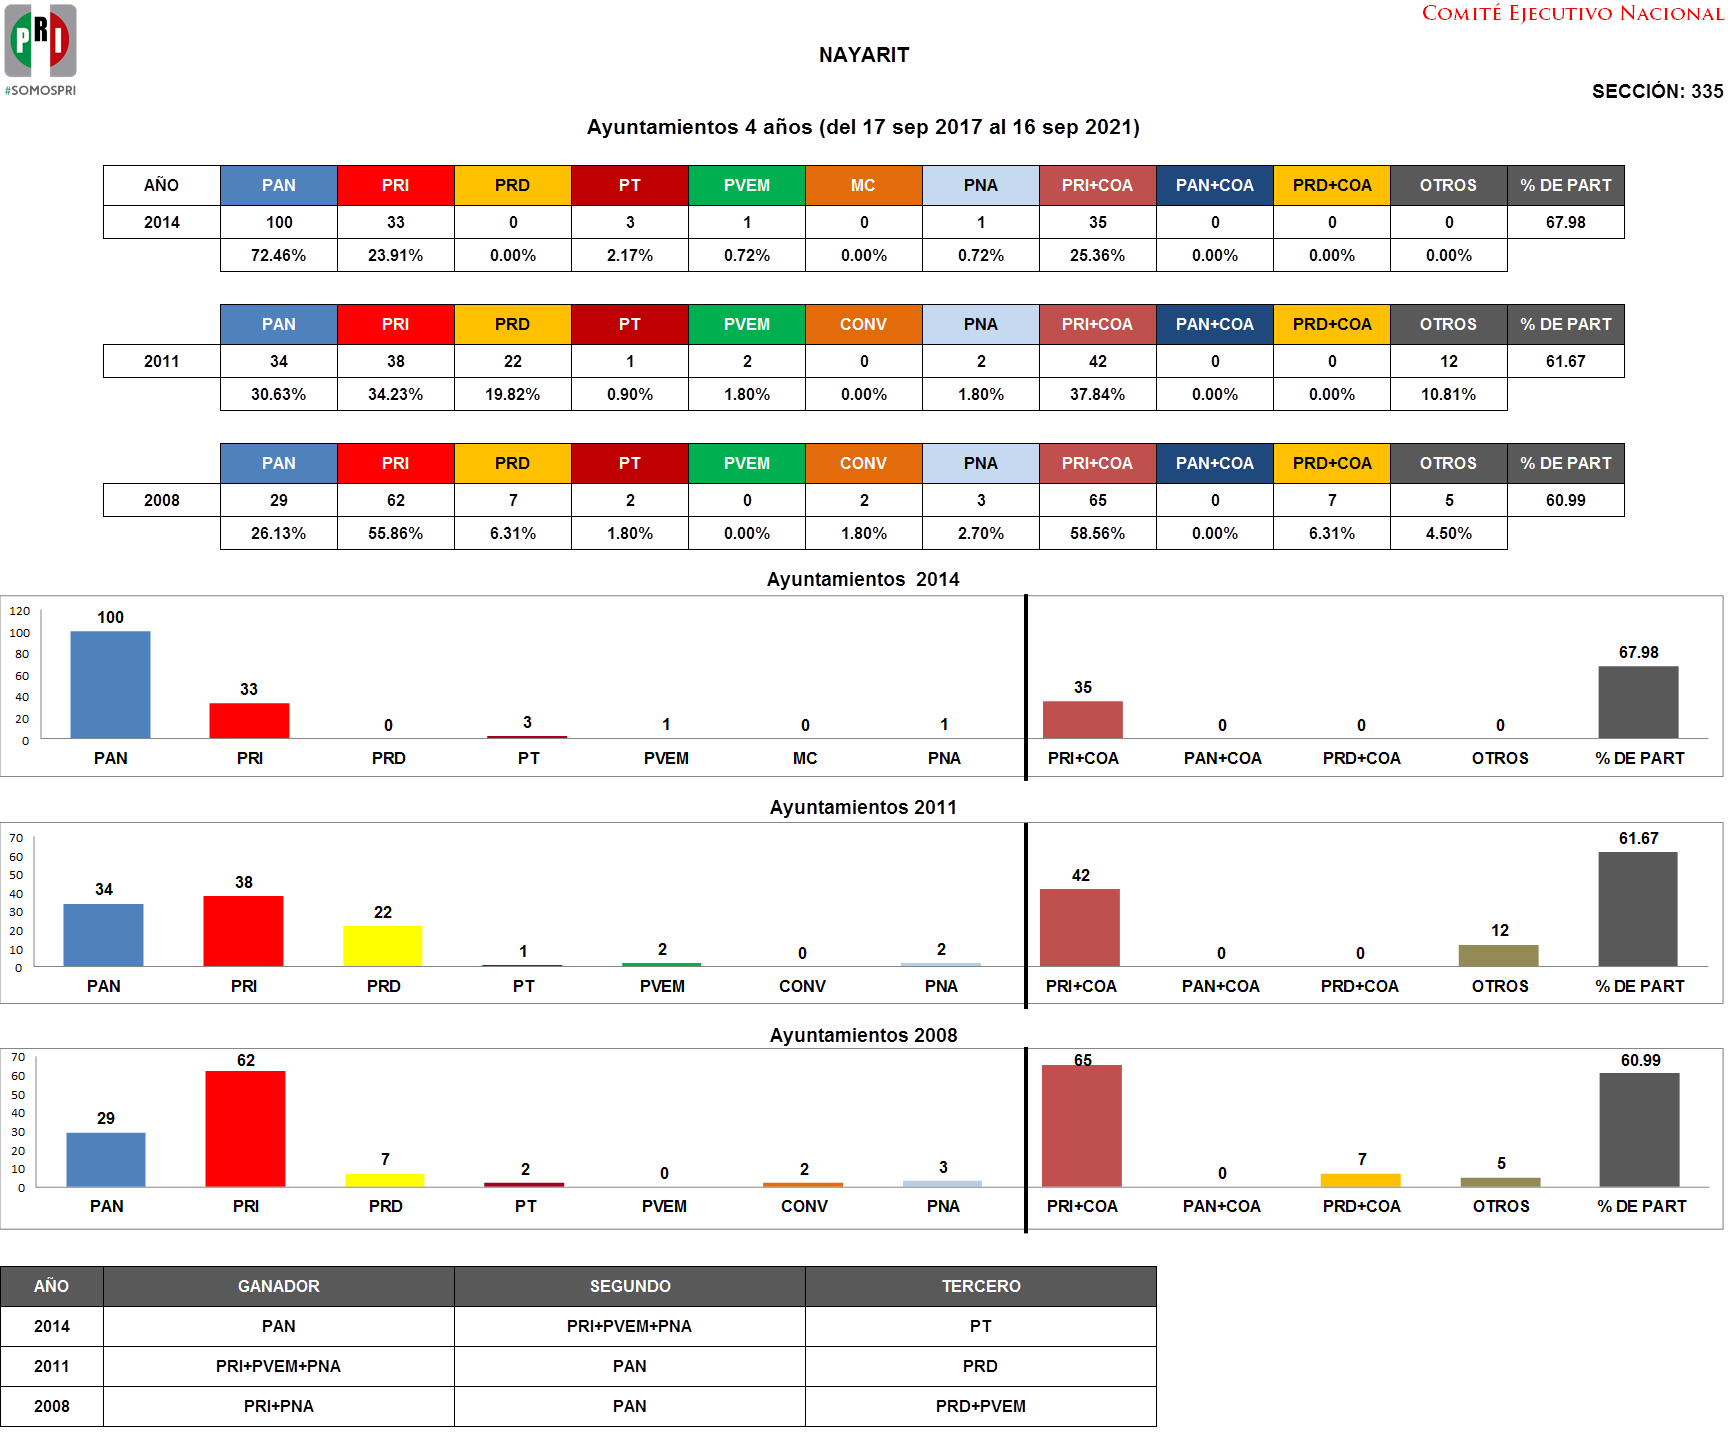 PRI
#SOMOSPRI
COMITÉ EJECUTIVO NACIONAL
NAYARIT
SECCIÓN: 335
Ayuntamientos 4 años (del 17 sep 2017 al 16 sep 2021)
AÑO PAN PRI PRD PT PVEM MC PNA PRI+COA PAN+COA PRD+COA OTROS % DE PART
2014 100 33 0 3 1 0 1 35 0 0 0 67.98
72.46% 23.91% 0.00% 2.17% 0.72% 0.00% 0.72% 25.36% 0.00% 0.00% 0.00%
PAN PRI PRD PT PVEM CONV PNA PRI+COA PAN+COA PRD+COA OTROS % DE PART
2011 34 38 22 1 2 0 2 42 0 0 12 61.67
30.63% 34.23% 19.82% 0.90% 1.80% 0.00% 1.80% 37.84% 0.00% 0.00% 10.81%
PAN PRI PRD PT PVEM CONV PNA PRI+COA PAN+COA PRD+COA OTROS % DE PART
2008 29 62 7 2 0 2 3 65 0 7 5 60.99
26.13% 55.86% 6.31% 1.80% 0.00% 1.80% 2.70% 58.56% 0.00% 6.31% 4.50%
Ayuntamientos 2014
120
100
80
60
40
20
0
100 33 0 3 1 0 1 35 0 0 0 67.98
PAN PRI PRD PT PVEM MC PNA PRI+COA PAN+COA PRD+COA OTROS % DE PART
Ayuntamientos 2011
70
60
50
40
30
20
10
0
34 38 22 1 2 0 2 42 0 0 12 61.67
PAN PRI PRD PT PVEM CONV PNA PRI+COA PAN+COA PRD+COA OTROS % DE PART
Ayuntamientos 2008
70
60
50
40
30
20
10
0
29 62 7 2 0 2 3 65 0 7 5 60.99
PAN PRI PRD PT PVEM CONV PNA PRI+COA PAN+COA PRD+COA OTROS % DE PART
AÑO GANADOR SEGUNDO TERCERO
2014 PAN PRI+PVEM+PNA PT
2011 PRI+PVEM+PNA PAN PRD
2008 PRI+PNA PAN PRD+PVEM